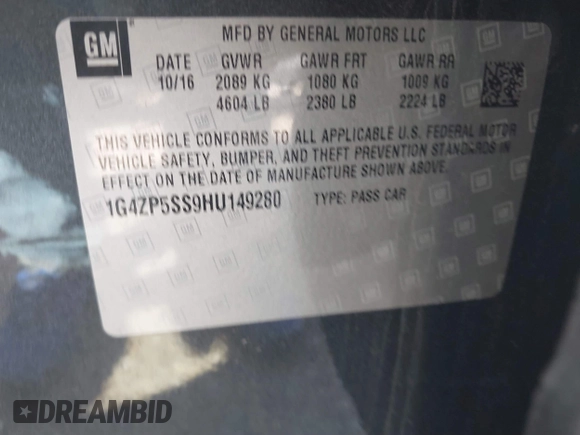 GM
MFD BY GENERAL MOTORS LLC
DATE GVWR GAWR FRT GAWR RR
10/16 2089 KG 1080 KG 1009 KG
4604 LB 2380 LB 2224 LB
THIS VEHICLE CONFORMS TO ALL APPLICABLE U.S. FEDERAL MOTOR
VEHICLE SAFETY, BUMPER, AND THEFT PREVENTION STANDARDS IN
EFFECT ON THE DATE OF MANUFACTURE SHOWN ABOVE.
1G4ZP5SS9HU149280 TYPE: PASS CAR
DREAMBID